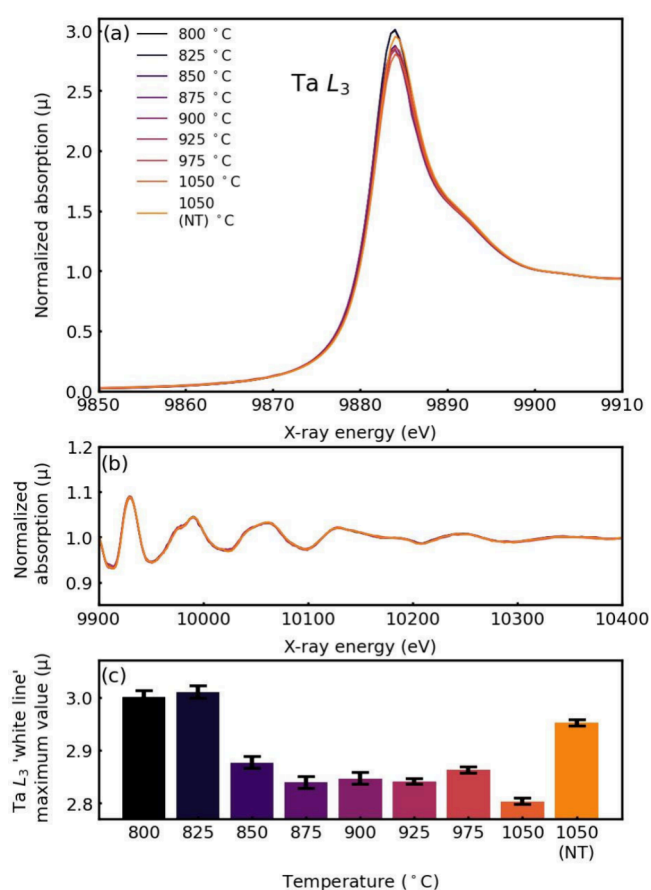 (a)
800 °C
825 °C
850 °C
875 °C
900 °C
925 °C
975 °C
1050 °C
1050
(NT) °C
Ta L₃
Normalized absorption (μ)
3.0
2.5
2.0
1.5
1.0
0.5
0.0
9850 9860 9870 9880 9890 9900 9910
X-ray energy (eV)
(b)
Normalized
absorption (μ)
1.2
1.1
1.0
0.9
9900 10000 10100 10200 10300 10400
X-ray energy (eV)
(c)
Ta L₃ 'white line'
maximum value (μ)
3.0
2.9
2.8
800 825 850 875 900 925 975 1050 1050
(NT)
Temperature (°C)